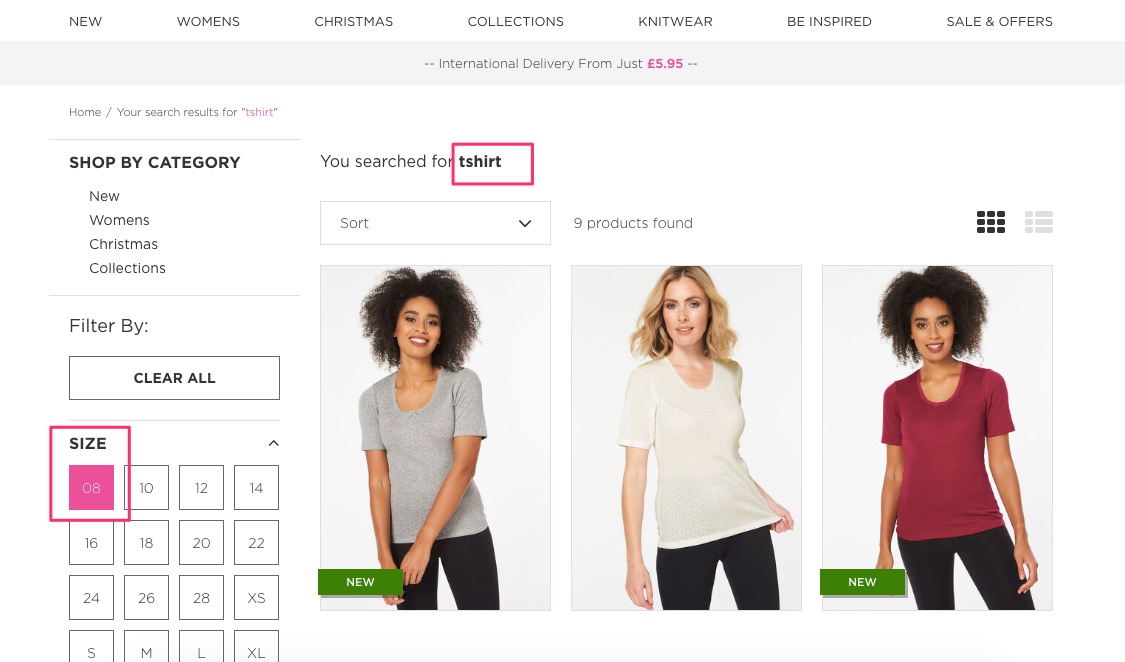 NEW WOMENS CHRISTMAS COLLECTIONS KNITWEAR BE INSPIRED SALE & OFFERS
-- International Delivery From Just £5.95 --
Home / Your search results for "tshirt"
SHOP BY CATEGORY
New
Womens
Christmas
Collections
Filter By:
CLEAR ALL
SIZE
08 10 12 14
16 18 20 22
24 26 28 XS
S M L XL
You searched for tshirt
Sort
9 products found
NEW
NEW